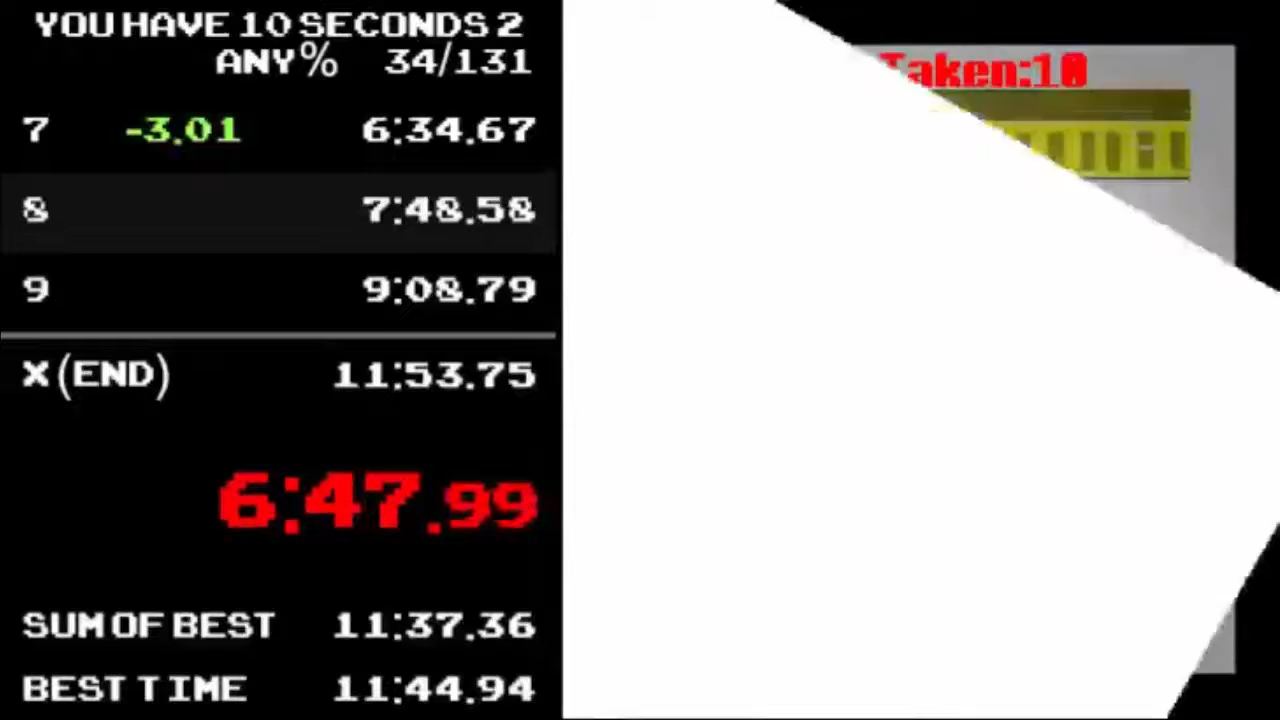 YOU HAVE 10 SECONDS 2
ANY% 34/131
7 -3.01 6:34.67
8 7:48.58
9 9:08.79
X (END) 11:53.75
6:47.99
SUM OF BEST 11:37.36
BEST TIME 11:44.94
Taken:10